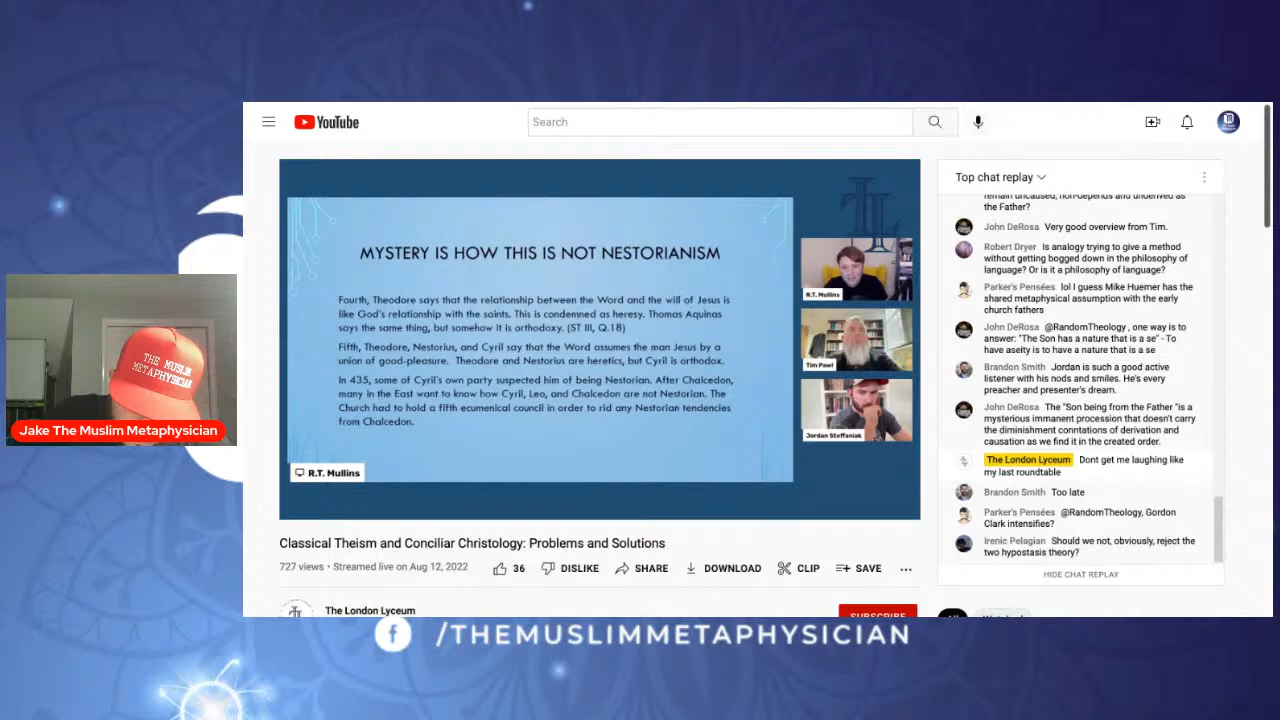 YouTube
Search
MYSTERY IS HOW THIS IS NOT NESTORIANISM
Fourth, Theodore says that the relationship between the Word and the will of Jesus is
like God's relationship with the saints. This is condemned as heresy. Thomas Aquinas
says the same thing, but somehow it is orthodoxy. (ST III, Q.18)
Fifth, Theodore, Nestorius, and Cyril say that the Word assumes the man Jesus by a
union of good-pleasure. Theodore and Nestorius are heretics, but Cyril is orthodox.
In 435, some of Cyril's own party suspected him of being Nestorian. After Chalcedon,
many in the East want to know how Cyril, Leo, and Chalcedon are not Nestorian. The
Church had to hold a fifth ecumenical council in order to rid any Nestorian tendencies
from Chalcedon.
R.T. Mullins
R.T. Mullins
Tim Pawl
Jordan Steffaniak
Top chat replay
remain uncaused, non-depends and underived as
the Father?
John DeRosa Very good overview from Tim.
Robert Dryer Is analogy trying to give a method
without getting bogged down in the philosophy of
language? Or is it a philosophy of language?
Parker's Pensées lol I guess Mike Huemer has the
shared metaphysical assumption with the early
church fathers
John DeRosa @RandomTheology , one way is to
answer: "The Son has a nature that is a se" - To
have aseity is to have a nature that is a se
Brandon Smith Jordan is such a good active
listener with his nods and smiles. He's every
preacher and presenter's dream.
John DeRosa The "Son being from the Father "is a
mysterious immanent procession that doesn't carry
the diminishment conntations of derivation and
causation as we find it in the created order.
The London Lyceum Dont get me laughing like
my last roundtable
Brandon Smith Too late
Parker's Pensées @RandomTheology, Gordon
Clark intensifies?
Irenic Pelagian Should we not, obviously, reject the
two hypostasis theory?
HIDE CHAT REPLAY
THE MUSLIM
METAPHYSICIAN
Jake The Muslim Metaphysician
Classical Theism and Conciliar Christology: Problems and Solutions
727 views • Streamed live on Aug 12, 2022
36
DISLIKE
SHARE
DOWNLOAD
CLIP
SAVE
The London Lyceum
SUBSCRIBE
f /THEMUSLIMMETAPHYSICIAN